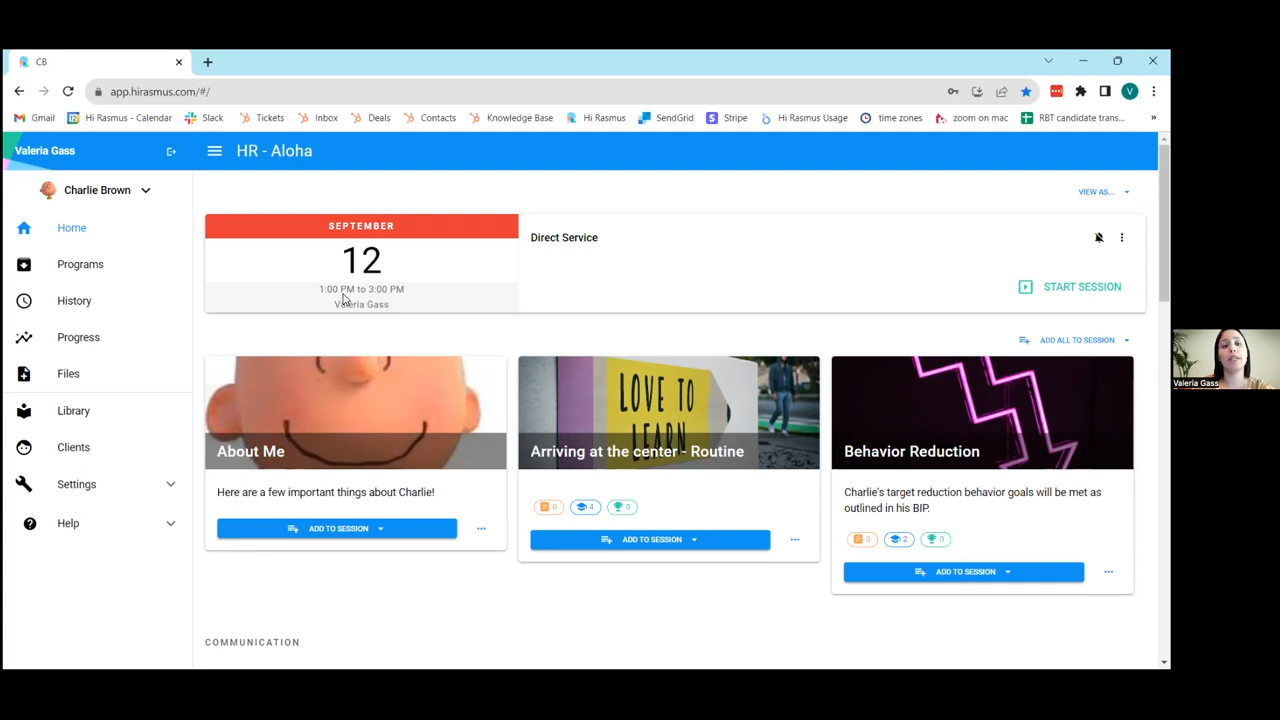 CB
app.hirasmus.com/#/
V
Gmail Hi Rasmus - Calendar Slack Tickets Inbox Deals Contacts Knowledge Base Hi Rasmus SendGrid Stripe Hi Rasmus Usage time zones zoom on mac RBT candidate trans... »
Valeria Gass
HR - Aloha
Charlie Brown
VIEW AS...
Home
Programs
History
Progress
Files
Library
Clients
Settings
Help
SEPTEMBER
12
1:00 PM to 3:00 PM
Valeria Gass
Direct Service
START SESSION
ADD ALL TO SESSION
About Me
Here are a few important things about Charlie!
ADD TO SESSION
LOVE TO
LEARN
Arriving at the center - Routine
0 4 0
ADD TO SESSION
Behavior Reduction
Charlie's target reduction behavior goals will be met as
outlined in his BIP.
0 2 0
ADD TO SESSION
COMMUNICATION
Valeria Gass